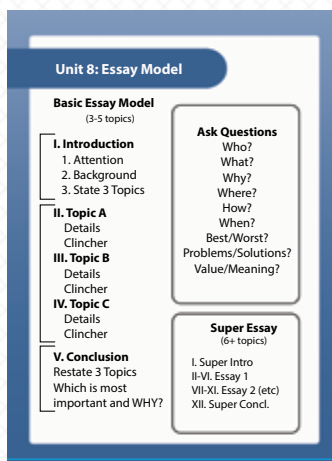 Unit 8: Essay Model
Basic Essay Model
(3-5 topics)
I. Introduction
1. Attention
2. Background
3. State 3 Topics
II. Topic A
Details
Clincher
III. Topic B
Details
Clincher
IV. Topic C
Details
Clincher
V. Conclusion
Restate 3 Topics
Which is most
important and WHY?
Ask Questions
Who?
What?
Why?
Where?
How?
When?
Best/Worst?
Problems/Solutions?
Value/Meaning?
Super Essay
(6+ topics)
I. Super Intro
II-VI. Essay 1
VII-XI. Essay 2 (etc)
XII. Super Concl.